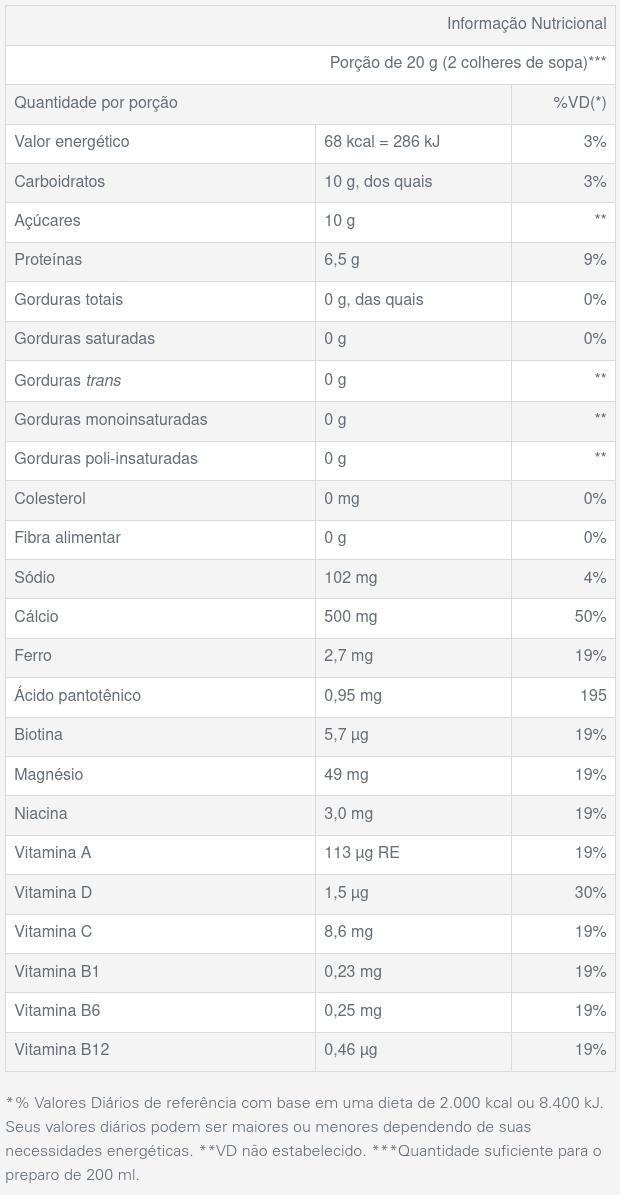 Informação Nutricional
Porção de 20 g (2 colheres de sopa)***
Quantidade por porção %VD(*)
Valor energético 68 kcal = 286 kJ 3%
Carboidratos 10 g, dos quais 3%
Açúcares 10 g **
Proteínas 6,5 g 9%
Gorduras totais 0 g, das quais 0%
Gorduras saturadas 0 g 0%
Gorduras trans 0 g **
Gorduras monoinsaturadas 0 g **
Gorduras poli-insaturadas 0 g **
Colesterol 0 mg 0%
Fibra alimentar 0 g 0%
Sódio 102 mg 4%
Cálcio 500 mg 50%
Ferro 2,7 mg 19%
Ácido pantotênico 0,95 mg 195
Biotina 5,7 µg 19%
Magnésio 49 mg 19%
Niacina 3,0 mg 19%
Vitamina A 113 µg RE 19%
Vitamina D 1,5 µg 30%
Vitamina C 8,6 mg 19%
Vitamina B1 0,23 mg 19%
Vitamina B6 0,25 mg 19%
Vitamina B12 0,46 µg 19%
*% Valores Diários de referência com base em uma dieta de 2.000 kcal ou 8.400 kJ.
Seus valores diários podem ser maiores ou menores dependendo de suas
necessidades energéticas. **VD não estabelecido. ***Quantidade suficiente para o
preparo de 200 ml.